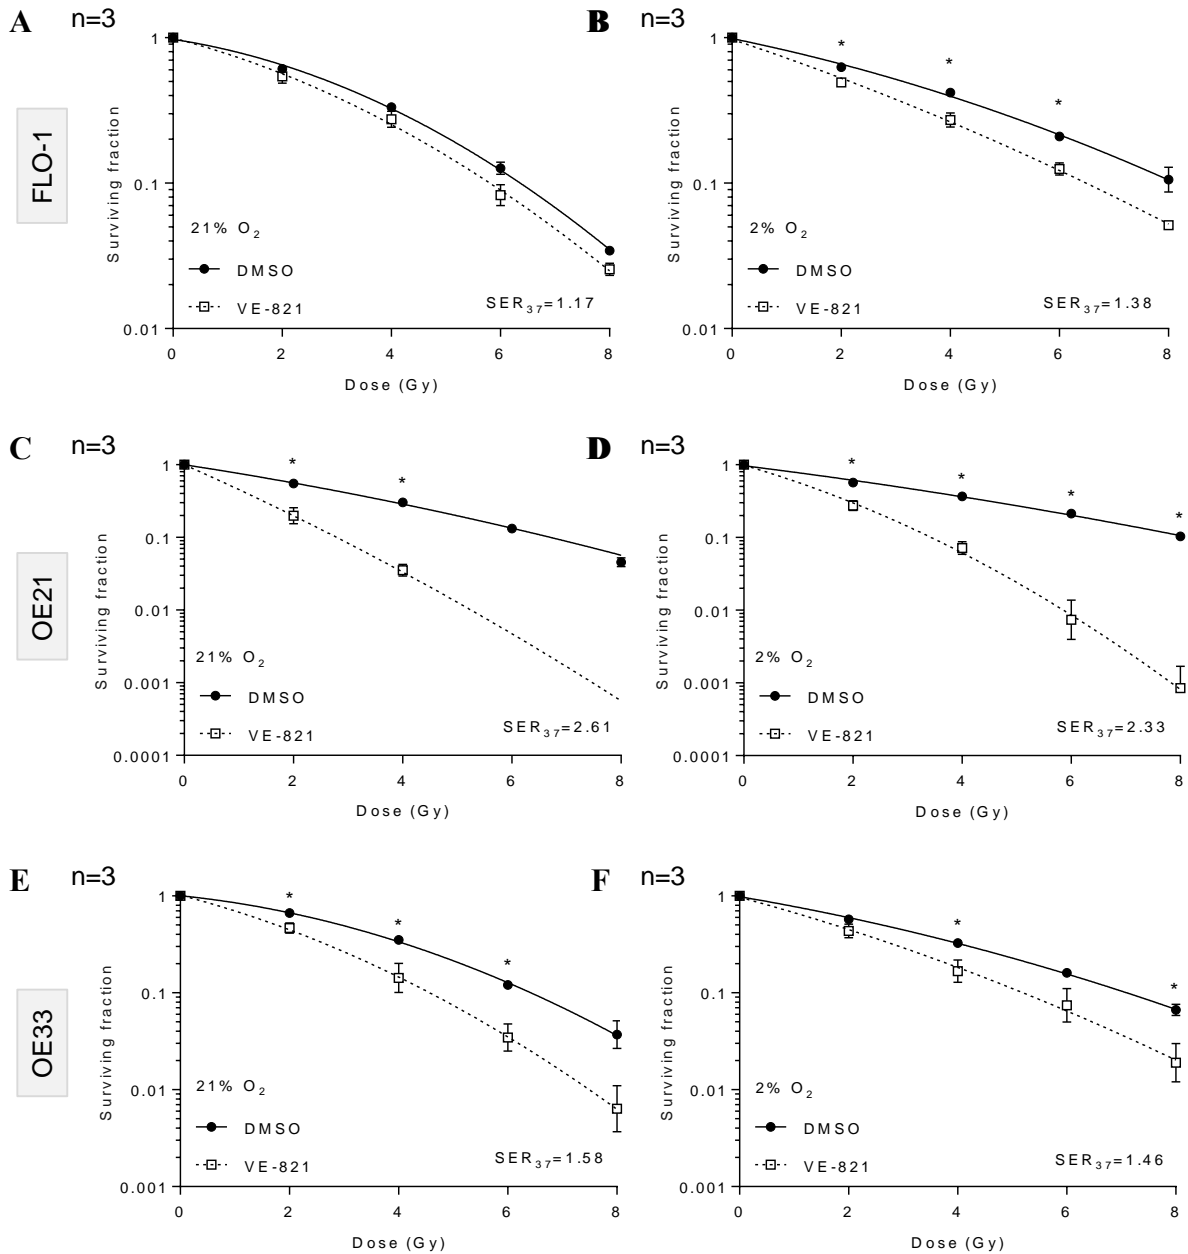 A n=3
FLO-1
Surviving fraction
1
0.1
0.01
21% O2
DMSO
VE-821
SER37=1.17
0 2 4 6 8
Dose (Gy)
B n=3
Surviving fraction
1
0.1
0.01
* * *
2% O2
DMSO
VE-821
SER37=1.38
0 2 4 6 8
Dose (Gy)
C n=3
OE21
Surviving fraction
1
0.1
0.01
0.001
0.0001
* *
21% O2
DMSO
VE-821
SER37=2.61
0 2 4 6 8
Dose (Gy)
D n=3
Surviving fraction
1
0.1
0.01
0.001
0.0001
* * * *
2% O2
DMSO
VE-821
SER37=2.33
0 2 4 6 8
Dose (Gy)
E n=3
OE33
Surviving fraction
1
0.1
0.01
0.001
* * *
21% O2
DMSO
VE-821
SER37=1.58
0 2 4 6 8
Dose (Gy)
F n=3
Surviving fraction
1
0.1
0.01
0.001
* *
2% O2
DMSO
VE-821
SER37=1.46
0 2 4 6 8
Dose (Gy)